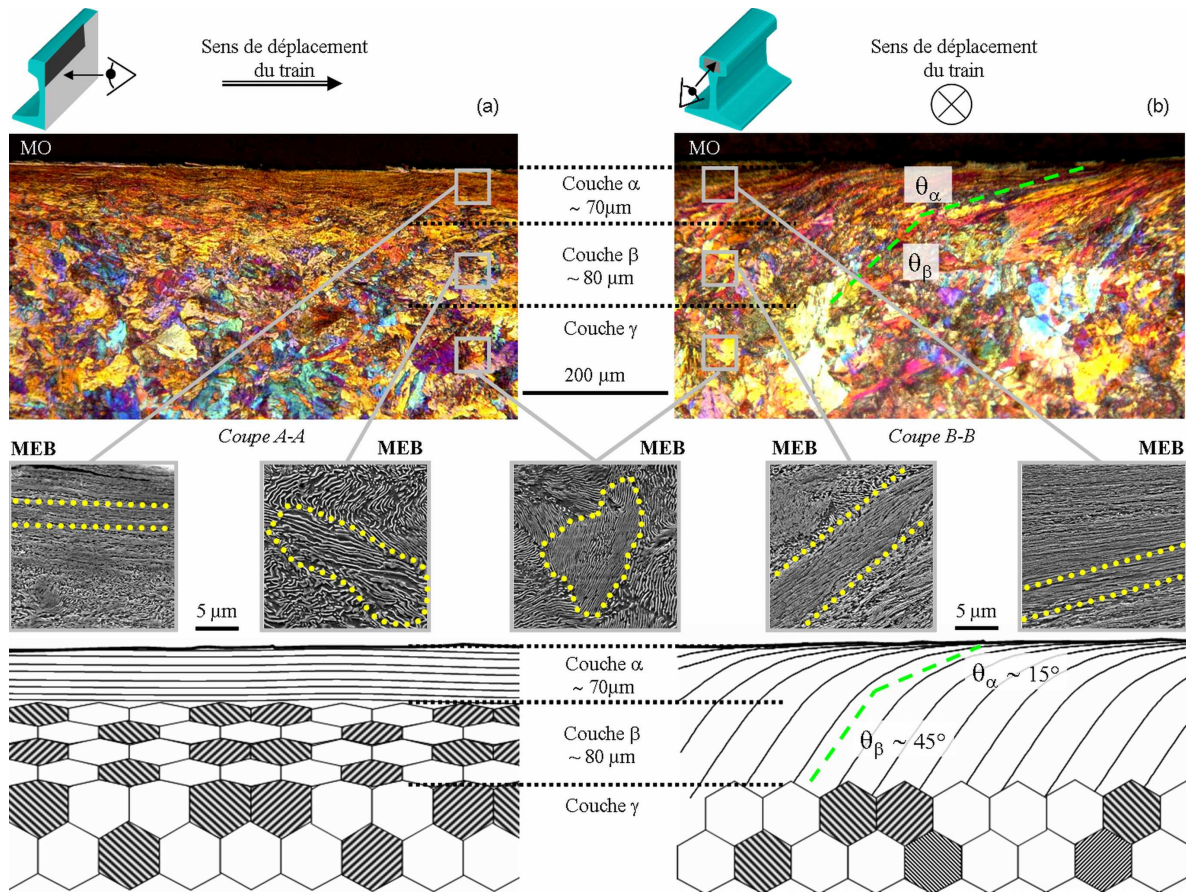 Sens de déplacement
du train
(a)
Sens de déplacement
du train
(b)
MO
MO
Couche α
~ 70µm
θα
Couche β
~ 80 µm
θβ
Couche γ
200 µm
Coupe A-A
Coupe B-B
MEB
MEB
MEB
MEB
MEB
5 µm
5 µm
Couche α
~ 70µm
θα ~ 15°
Couche β
~ 80 µm
θβ ~ 45°
Couche γ